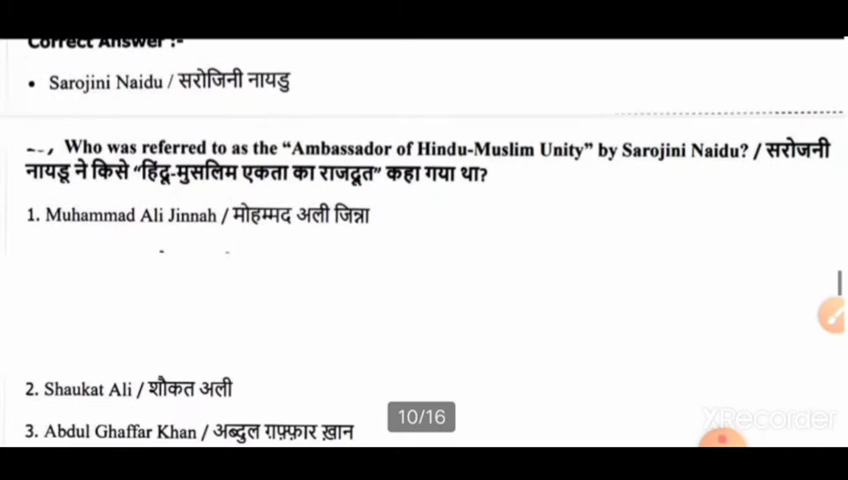 Correct Answer :-
• Sarojini Naidu / सरोजिनी नायडु
Who was referred to as the “Ambassador of Hindu-Muslim Unity” by Sarojini Naidu? / सरोजनी
नायडू ने किसे “हिंदू-मुसलिम एकता का राजदूत” कहा गया था?
1. Muhammad Ali Jinnah / मोहम्मद अली जिन्ना
2. Shaukat Ali / शौकत अली
10/16
XRecorder
3. Abdul Ghaffar Khan / अब्दुल ग़फ़्फ़ार ख़ान